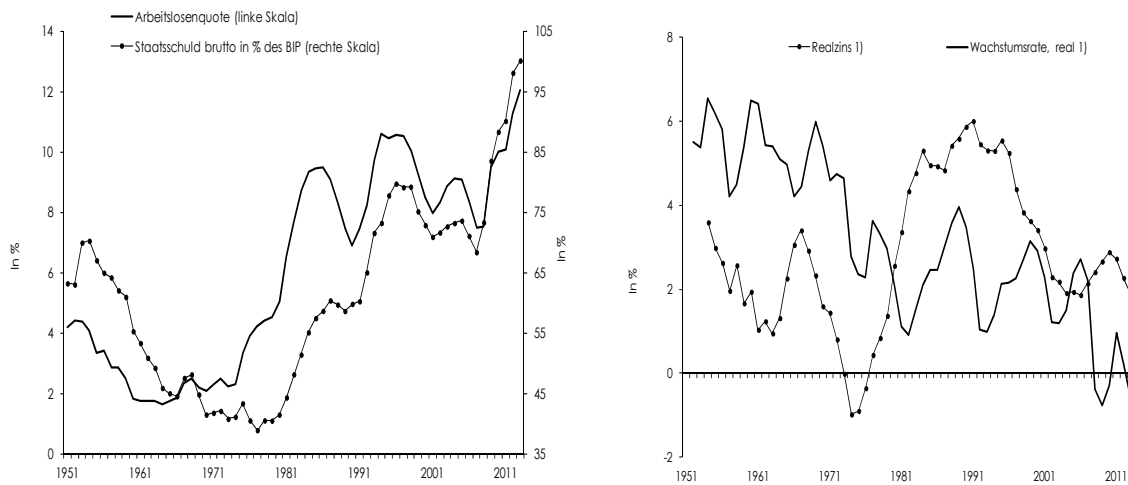 Arbeitslosenquote (linke Skala)
Staatsschuld brutto in % des BIP (rechte Skala)
14
12
10
8
6
4
2
0
In %
105
95
85
75
65
55
45
35
In %
1951 1961 1971 1981 1991 2001 2011
Realzins 1) Wachstumsrate, real 1)
8
6
4
2
0
-2
In %
1951 1961 1971 1981 1991 2001 2011